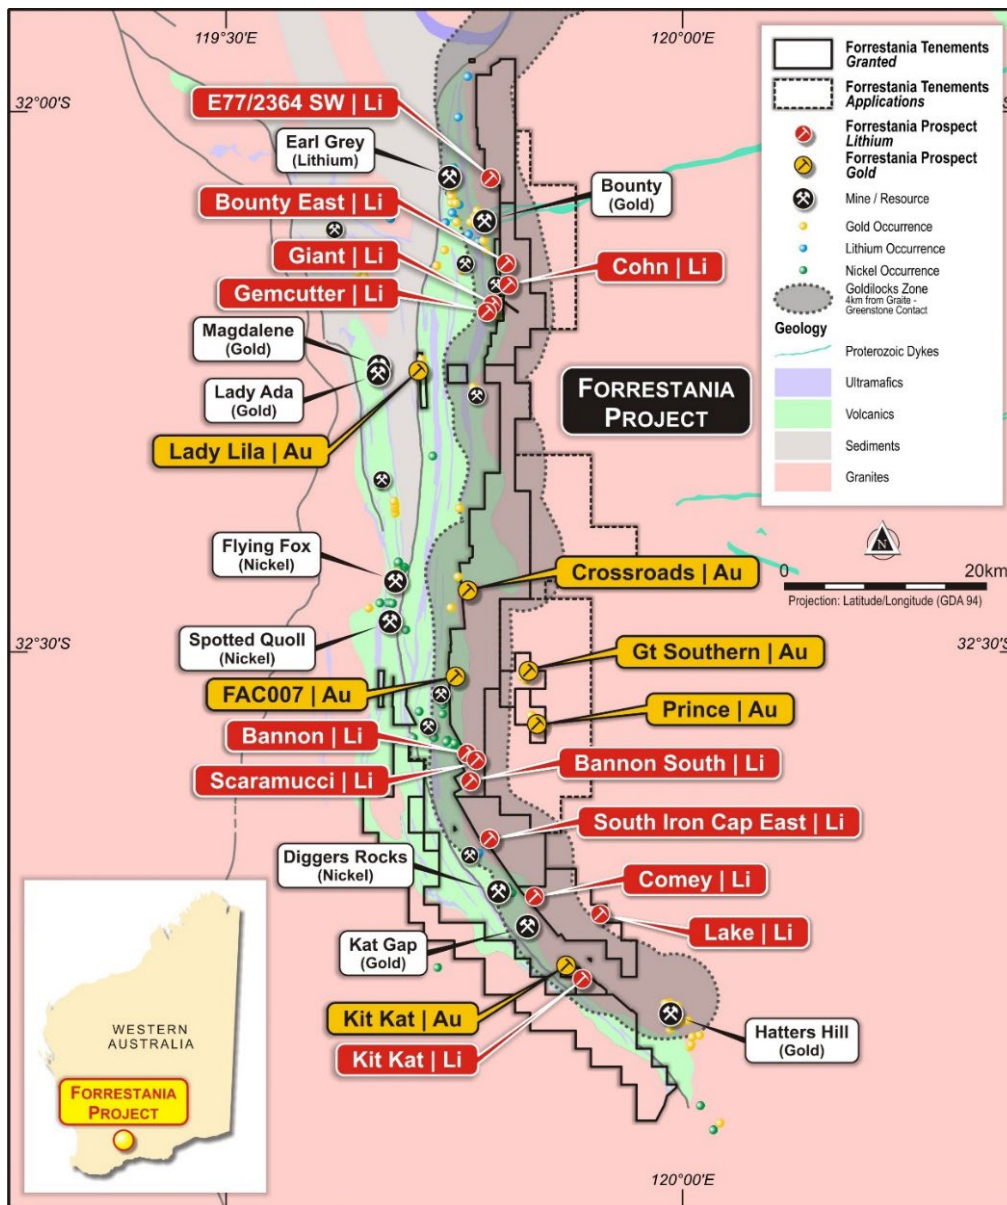 119°30'E
120°00'E
32°00'S
E77/2364 SW | Li
Earl Grey
(Lithium)
Bounty East | Li
Bounty
(Gold)
Giant | Li
Cohn | Li
Gemcutter | Li
Magdalene
(Gold)
Lady Ada
(Gold)
FORRESTANIA
PROJECT
Lady Lila | Au
Flying Fox
(Nickel)
Crossroads | Au
Spotted Quoll
(Nickel)
32°30'S
32°30'S
Gt Southern | Au
FAC007 | Au
Prince | Au
Bannon | Li
Bannon South | Li
Scaramucci | Li
South Iron Cap East | Li
Diggers Rocks
(Nickel)
Comey | Li
Lake | Li
Kat Gap
(Gold)
Kit Kat | Au
Hatters Hill
(Gold)
Kit Kat | Li
120°00'E
Forrestania Tenements
Granted
Forrestania Tenements
Applications
Forrestania Prospect
Lithium
Forrestania Prospect
Gold
Mine / Resource
Gold Occurrence
Lithium Occurrence
Nickel Occurrence
Goldilocks Zone
4km from Graite -
Greenstone Contact
Geology
Proterozoic Dykes
Ultramafics
Volcanics
Sediments
Granites
N
0
20km
Projection: Latitude/Longitude (GDA 94)
WESTERN
AUSTRALIA
FORRESTANIA
PROJECT